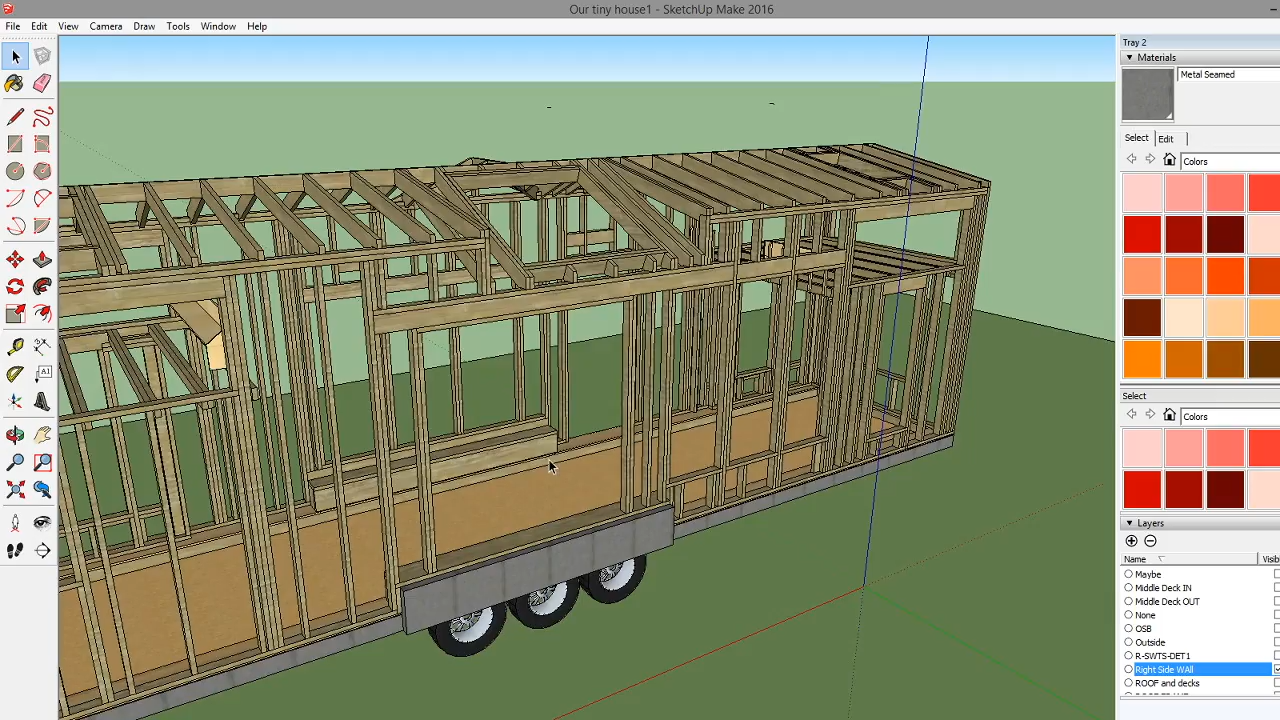 Our tiny house1 - SketchUp Make 2016
File Edit View Camera Draw Tools Window Help
Tray 2
Materials
Metal Seamed
Select Edit
Colors
A1
Select
Colors
Layers
Name Visib
Maybe
Middle Deck IN
Middle Deck OUT
None
OSB
Outside
R-SWTS-DET1
Right Side WAll
ROOF and decks